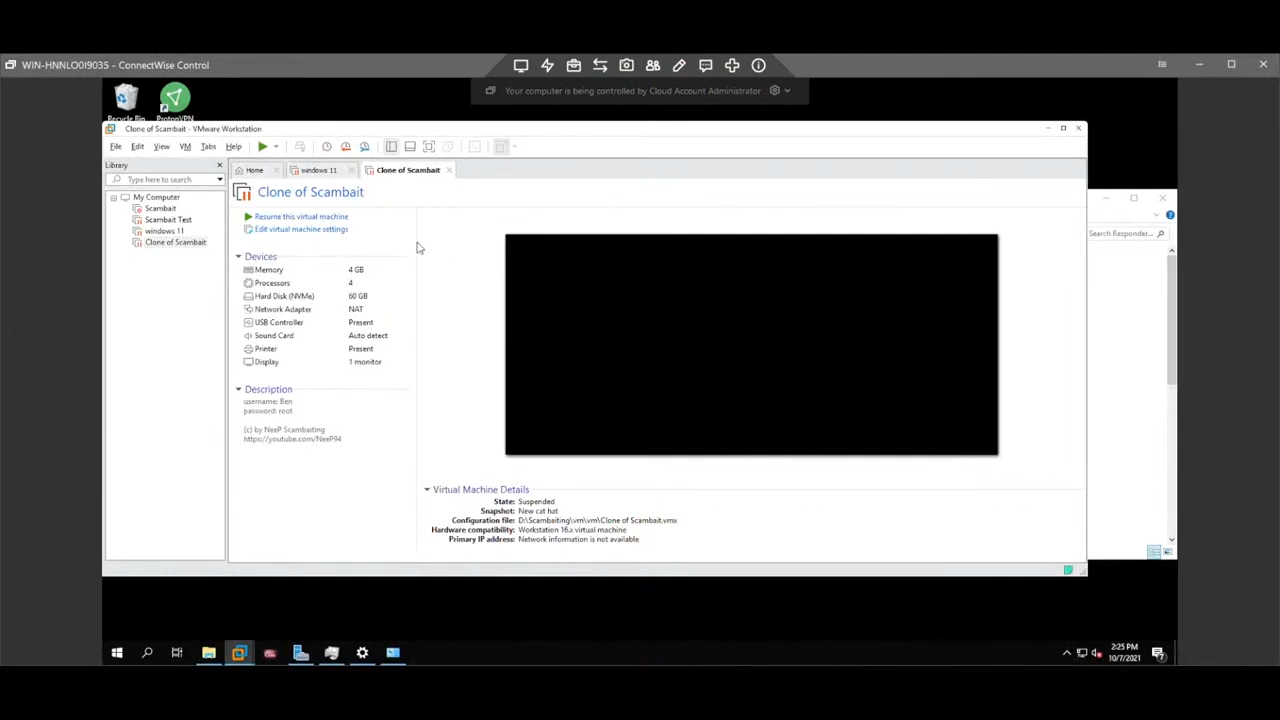 WIN-HNNLO0I9035 - ConnectWise Control
Your computer is being controlled by Cloud Account Administrator
Recycle Bin
ProtonVPN
Clone of Scambait - VMware Workstation
File Edit View VM Tabs Help
Library
Type here to search
My Computer
Scambait
Scambait Test
windows 11
Clone of Scambait
Home
windows 11
Clone of Scambait
Clone of Scambait
Resume this virtual machine
Edit virtual machine settings
Devices
Memory 4 GB
Processors 4
Hard Disk (NVMe) 60 GB
Network Adapter NAT
USB Controller Present
Sound Card Auto detect
Printer Present
Display 1 monitor
Description
username: Ben
password: root
(c) by NeeP Scambaiting
https://youtube.com/NeeP94
Virtual Machine Details
State: Suspended
Snapshot: New cat hat
Configuration file: D:\Scambaiting\vm\vm\Clone of Scambait.vmx
Hardware compatibility: Workstation 16.x virtual machine
Primary IP address: Network information is not available
Search Responder...
2:25 PM
10/7/2021